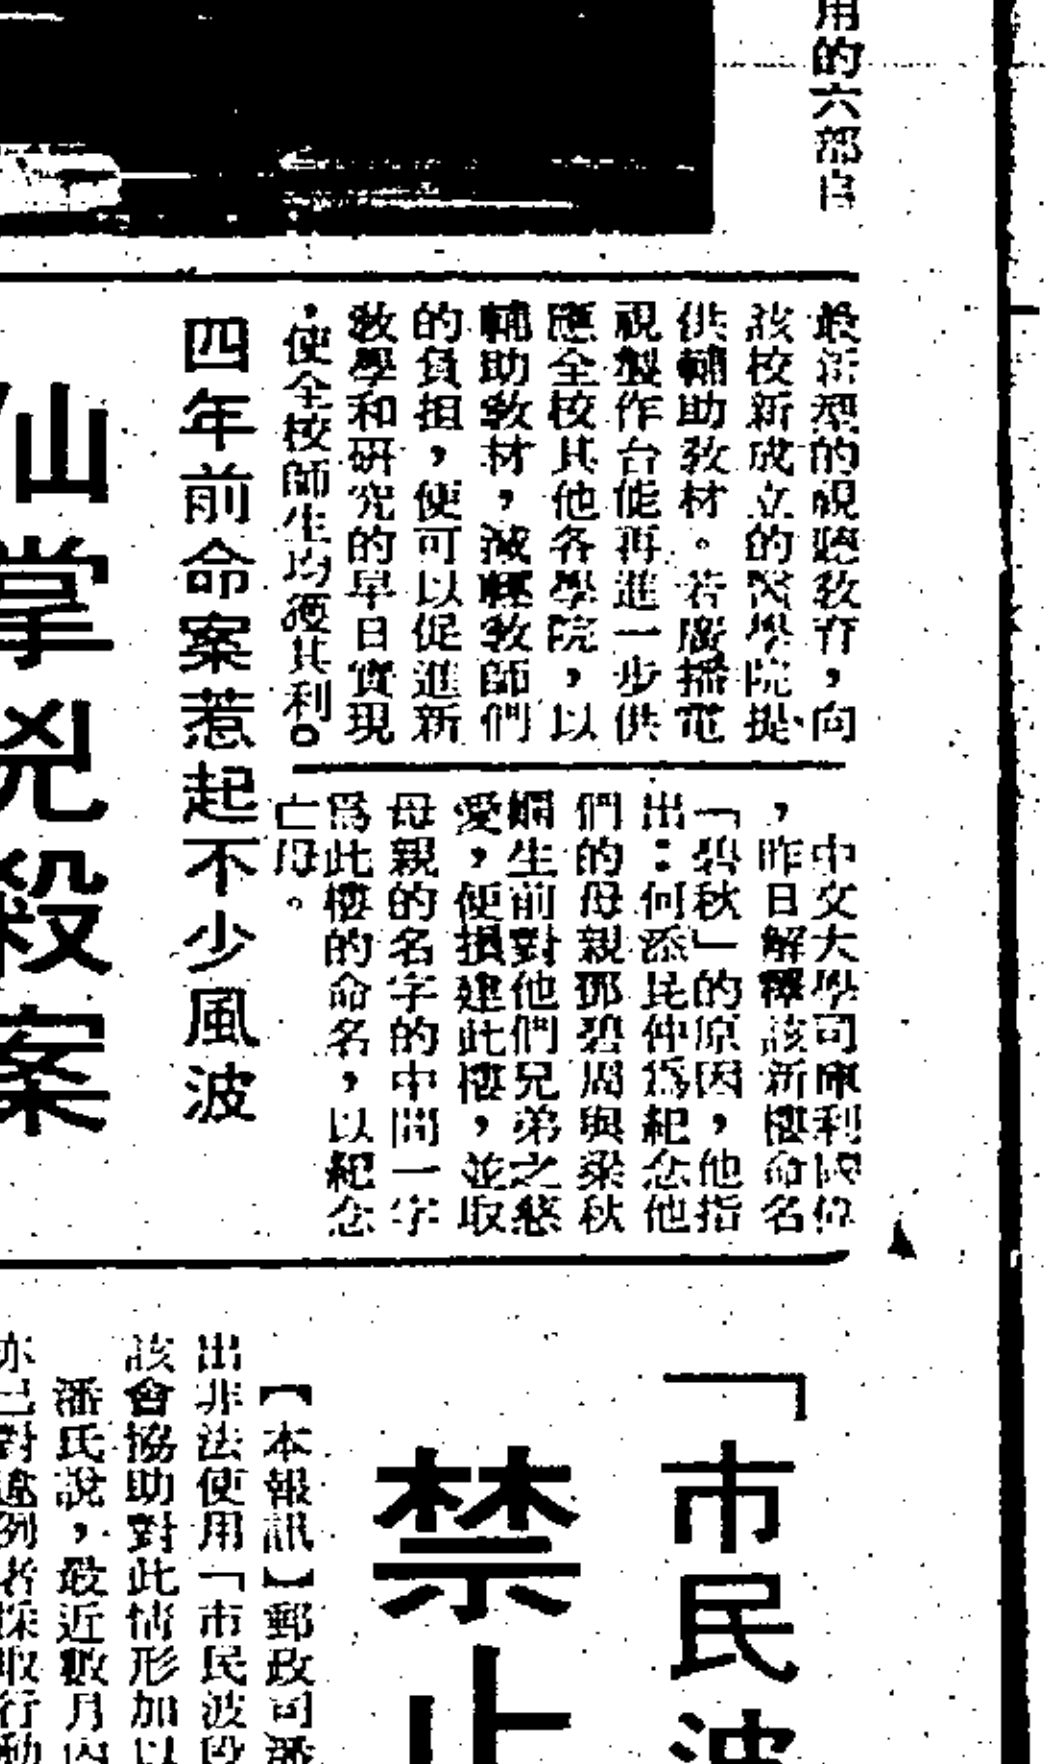 用的六部自
最新型的視聽教育，向
該校新成立的醫學院提
供輔助教材。若廣播電
視製作台能再進一步供
應全校其他各學院，以
輔助教材，減輕教師們
的負担，便可以促進新
教學和研究的早日實現
，使全校師生均獲其利。
中文大學司庫利國偉
，昨日解釋該新樓命名
「碧秋」的原因，他指
出：何添民仲爲紀念他
們的母親鄧碧周與梁秋
嫻生前對他們兄弟之慈
愛，便損建此樓，並取
母親的名字的中間一字
爲此樓的命名，以紀念
亡母。
四年前命案惹起不少風波
仙掌兇殺案
「市民波
禁止
【本報訊】郵政司潘
出非法使用「市民波段
該會協助對此情形加以
潘氏說，最近數月內
亦已對違例者採取行動